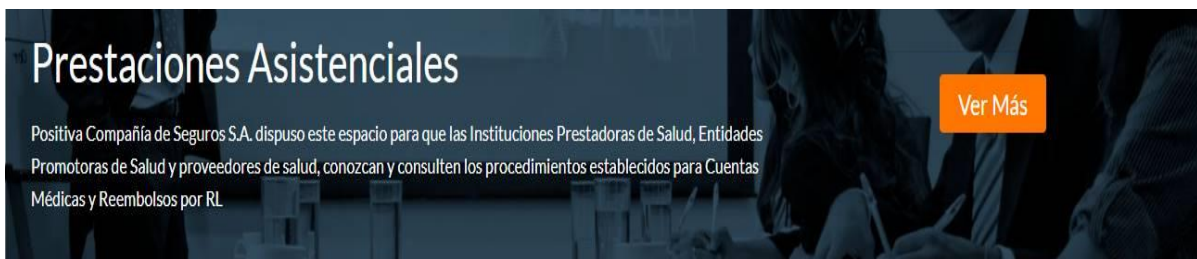 Prestaciones Asistenciales
Ver Más
Positiva Compañía de Seguros S.A. dispuso este espacio para que las Instituciones Prestadoras de Salud, Entidades
Promotoras de Salud y proveedores de salud, conozcan y consulten los procedimientos establecidos para Cuentas
Médicas y Reembolsos por RL